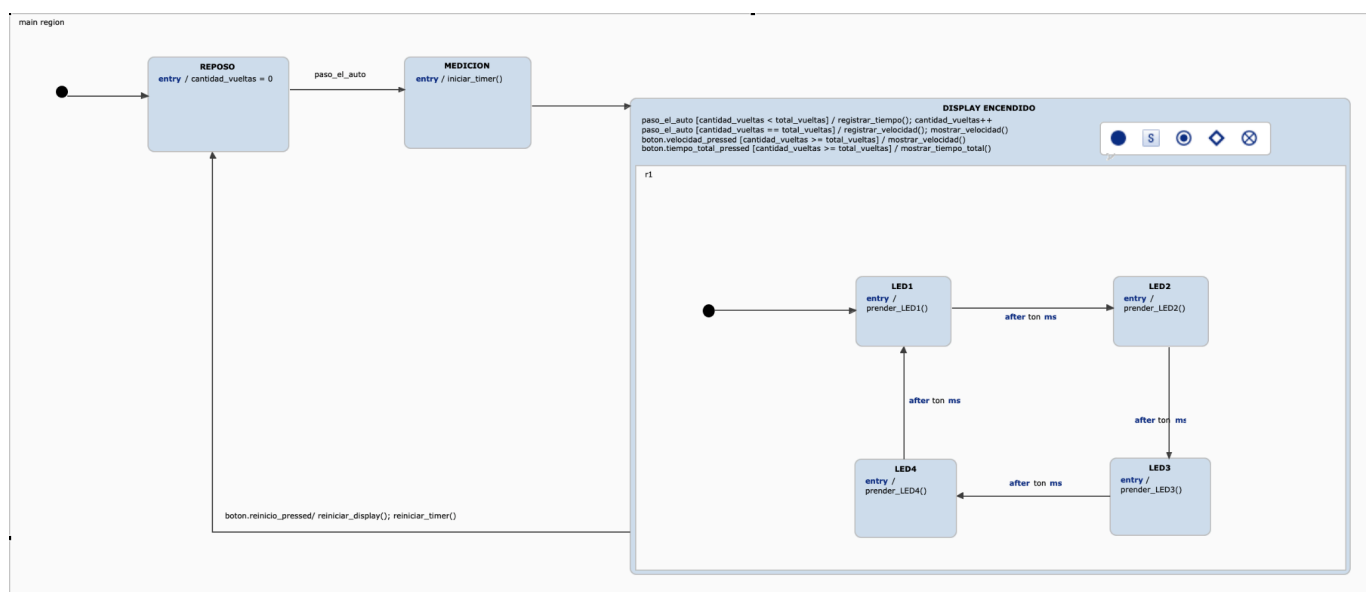 main region
REPOSO
entry / cantidad_vueltas = 0
paso_el_auto
MEDICION
entry / iniciar_timer()
DISPLAY ENCENDIDO
paso_el_auto [cantidad_vueltas < total_vueltas] / registrar_tiempo(); cantidad_vueltas++
paso_el_auto [cantidad_vueltas == total_vueltas] / registrar_velocidad(); mostrar_velocidad()
boton.velocidad_pressed [cantidad_vueltas >= total_vueltas] / mostrar_velocidad()
boton.tiempo_total_pressed [cantidad_vueltas >= total_vueltas] / mostrar_tiempo_total()
S
r1
LED1
entry /
prender_LED1()
after ton ms
LED2
entry /
prender_LED2()
after ton ms
after ton ms
LED4
entry /
prender_LED4()
after ton ms
LED3
entry /
prender_LED3()
boton.reinicio_pressed/ reiniciar_display(); reiniciar_timer()